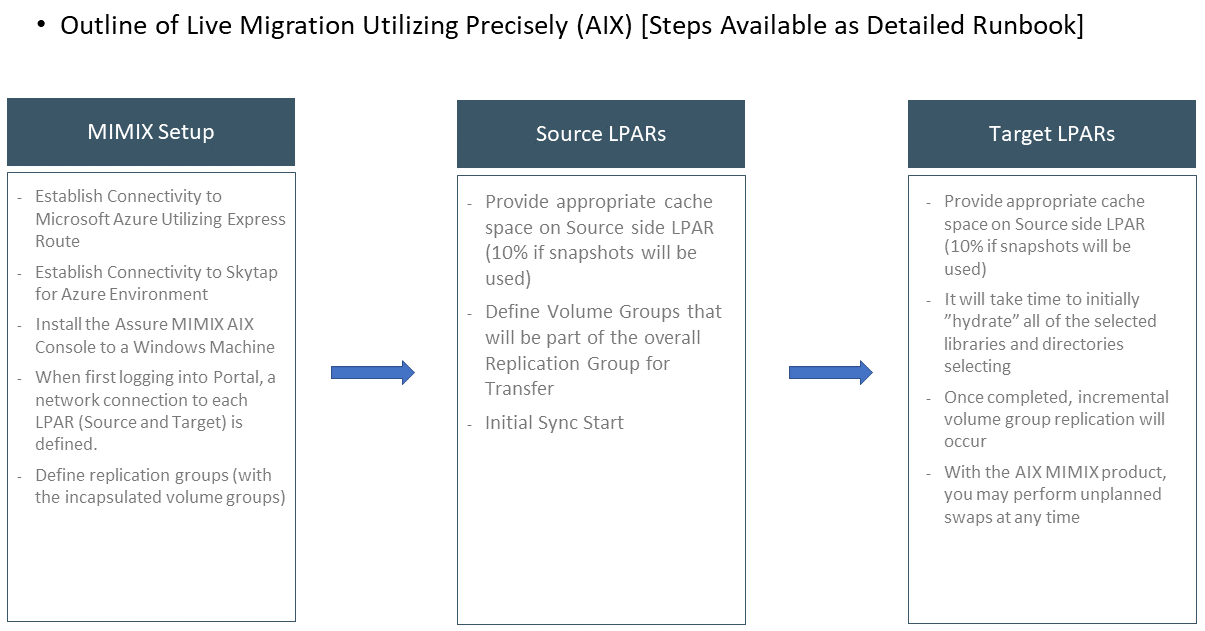 • Outline of Live Migration Utilizing Precisely (AIX) [Steps Available as Detailed Runbook]
MIMIX Setup
- Establish Connectivity to
Microsoft Azure Utilizing Express
Route
- Establish Connectivity to Skytap
for Azure Environment
- Install the Assure MIMIX AIX
Console to a Windows Machine
- When first logging into Portal, a
network connection to each
LPAR (Source and Target) is
defined.
- Define replication groups (with
the incapsulated volume groups)
Source LPARs
- Provide appropriate cache
space on Source side LPAR
(10% if snapshots will be
used)
- Define Volume Groups that
will be part of the overall
Replication Group for
Transfer
- Initial Sync Start
Target LPARs
- Provide appropriate cache
space on Source side LPAR
(10% if snapshots will be
used)
- It will take time to initially
”hydrate” all of the selected
libraries and directories
selecting
- Once completed, incremental
volume group replication will
occur
- With the AIX MIMIX product,
you may perform unplanned
swaps at any time